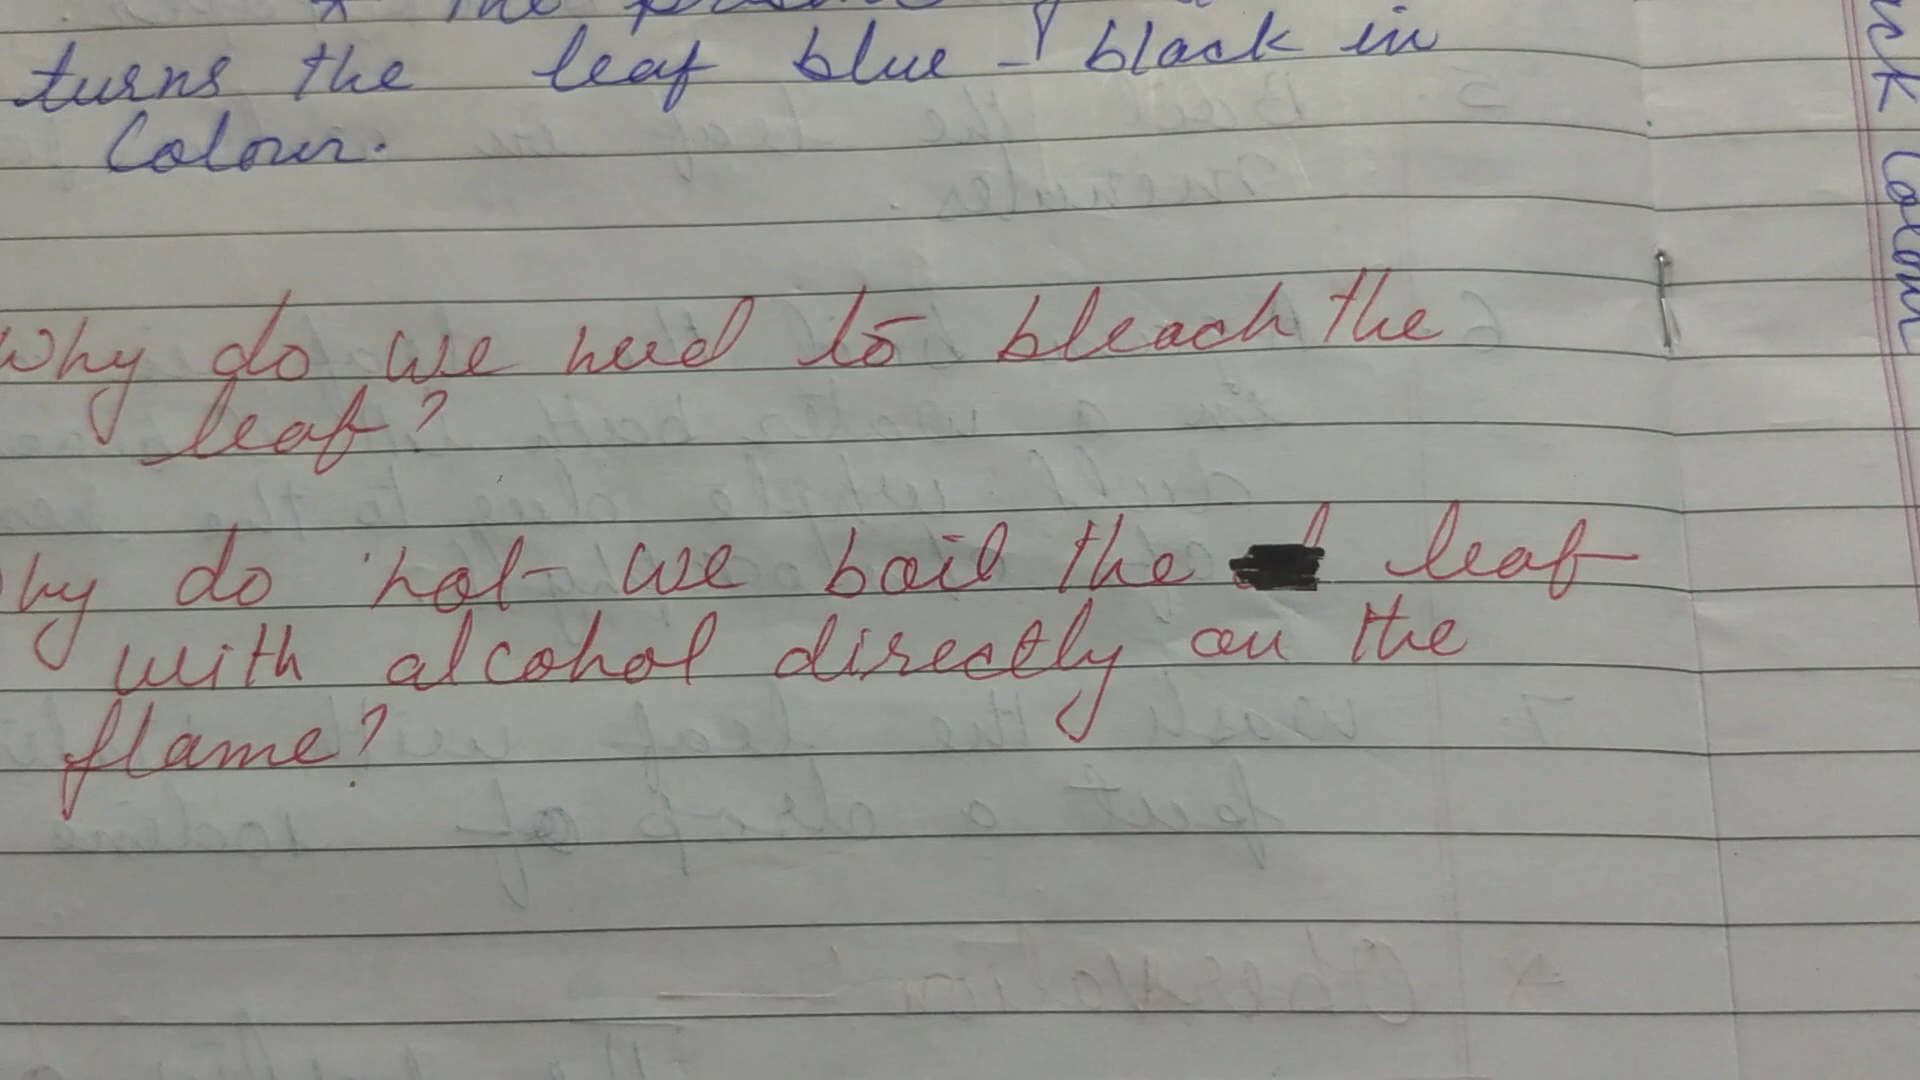 turns the leaf blue - black in
Colour.
Why do we need to bleach the
leaf?
hy do not we boil the leaf
with alcohol directly on the
flame?
Colour